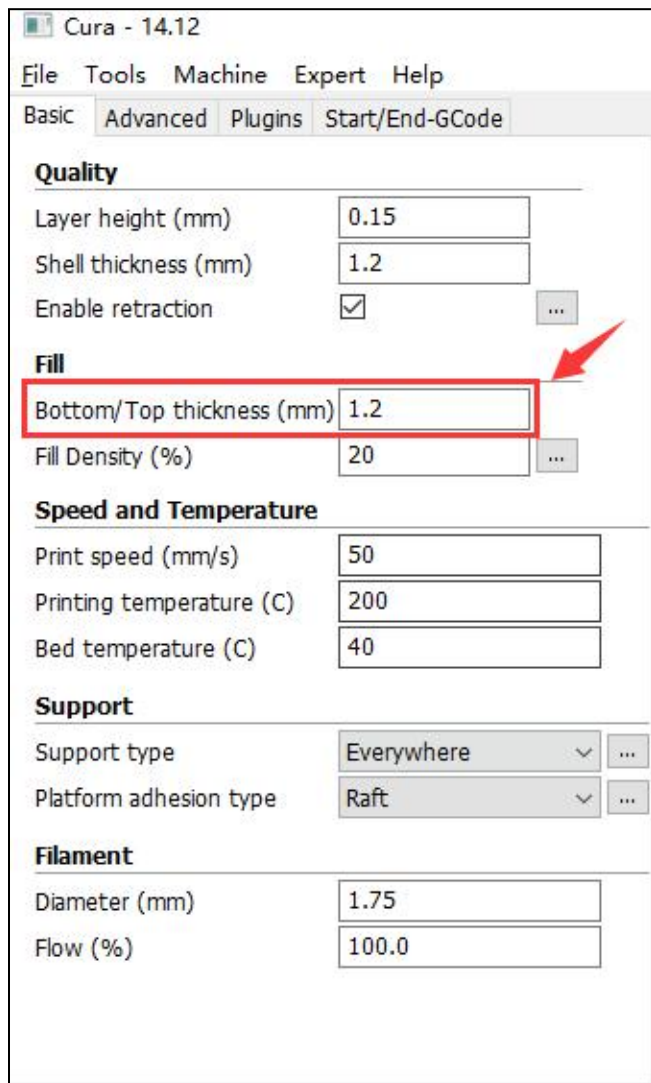 Cura - 14.12
File Tools Machine Expert Help
Basic Advanced Plugins Start/End-GCode
Quality
Layer height (mm) 0.15
Shell thickness (mm) 1.2
Enable retraction ...
Fill
Bottom/Top thickness (mm) 1.2
Fill Density (%) 20 ...
Speed and Temperature
Print speed (mm/s) 50
Printing temperature (C) 200
Bed temperature (C) 40
Support
Support type Everywhere ...
Platform adhesion type Raft ...
Filament
Diameter (mm) 1.75
Flow (%) 100.0